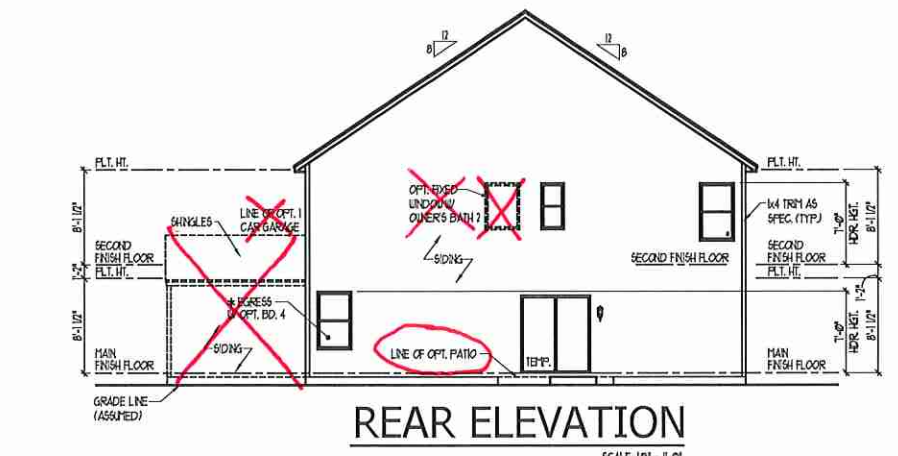 12
8
12
8
PLT. HT.
PLT. HT.
8'-1 1/2"
SHINGLES
LINE OF OPT. 1
CAR GARAGE
OPT. FIXED
WINDOW W/
OWNER'S BATH 2
1x4 TRIM AS
SPEC. (TYP.)
7'-0"
HDR. HGT.
8'-1 1/2"
SIDING
SECOND
FINISH FLOOR
SECOND FINISH FLOOR
SECOND
FINISH FLOOR
1'-2"
PLT. HT.
PLT. HT.
1'-2"
* EGRESS
W/ OPT. BD. 4
8'-1 1/2"
SIDING
LINE OF OPT. PATIO
TEMP.
7'-0"
HDR. HGT.
8'-1 1/2"
MAIN
FINISH FLOOR
MAIN
FINISH FLOOR
GRADE LINE
(ASSUMED)
REAR ELEVATION